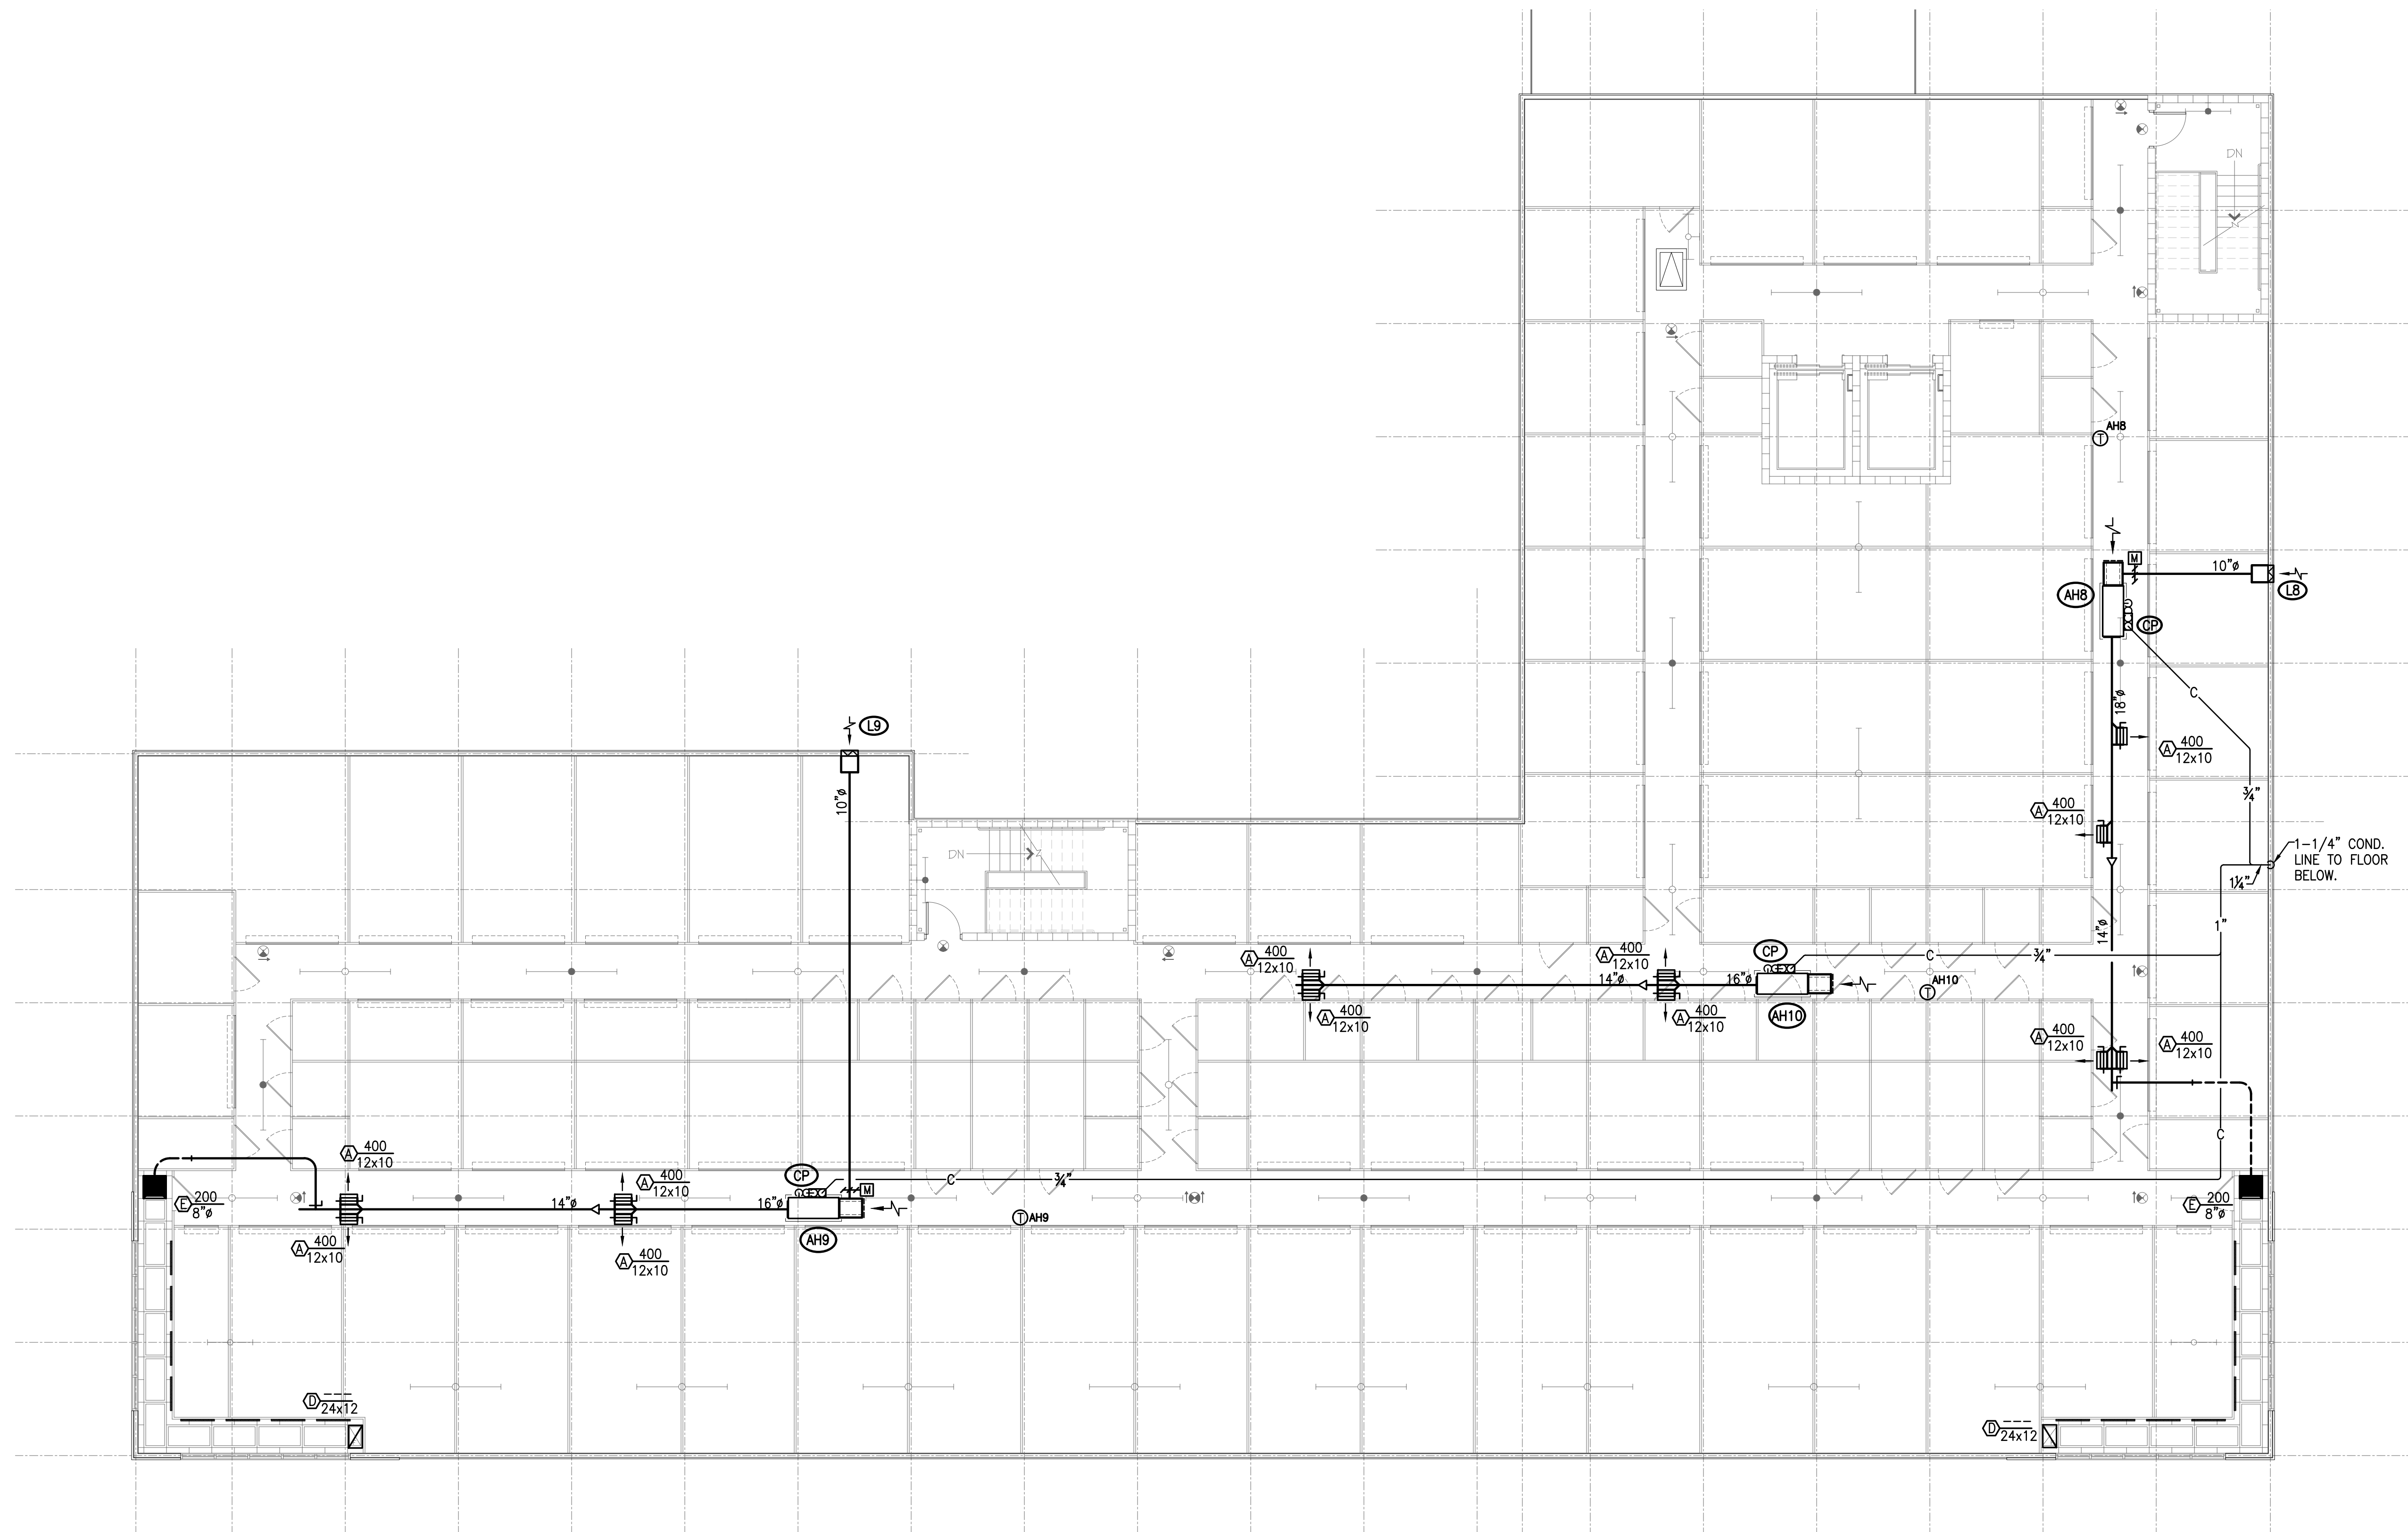 DN
AH8
T
M
10"ø
L8
AH8
CP
C
18"ø
L9
A 400
12x10
10"ø
3/4"
A 400
12x10
1-1/4" COND.
LINE TO FLOOR
BELOW.
DN
1¼"
1"
14"ø
A 400
12x10
A 400
12x10
CP
C
3/4"
14"ø
16"ø
AH10
T
A 400
12x10
A 400
12x10
AH10
A 400
12x10
A 400
12x10
C
A 400
12x10
A 400
12x10
CP
C
3/4"
M
E 200
8"ø
14"ø
16"ø
E 200
8"ø
T AH9
AH9
A 400
12x10
A 400
12x10
D ---
24x12
D ---
24x12